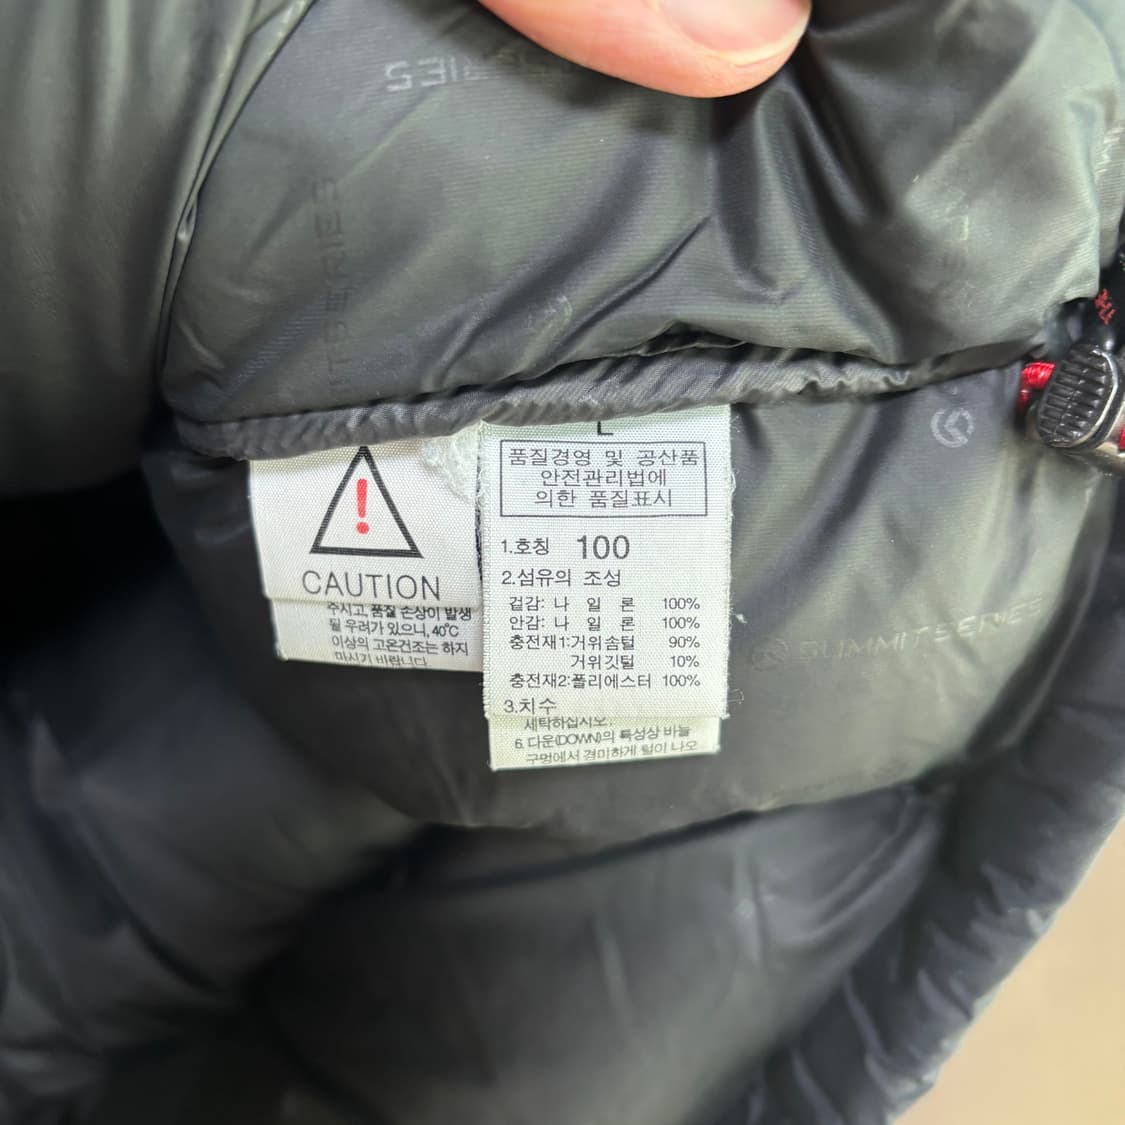 SERIES
TSERIES
CAUTION
주시고, 품질 손상이 발생
될 우려가 있으니, 40℃
이상의 고온건조는 하지
마시기 바랍니다.
L
품질경영 및 공산품
안전관리법에
의한 품질표시
1.호칭 100
2.섬유의 조성
겉감: 나 일 론 100%
안감: 나 일 론 100%
충전재1:거위솜털 90%
거위깃털 10%
충전재2:폴리에스터 100%
3.치수
세탁하십시오.
6. 다운(DOWN)의 특성상 바늘
구멍에서 경미하게 털이 나오
SUMMITSERIES